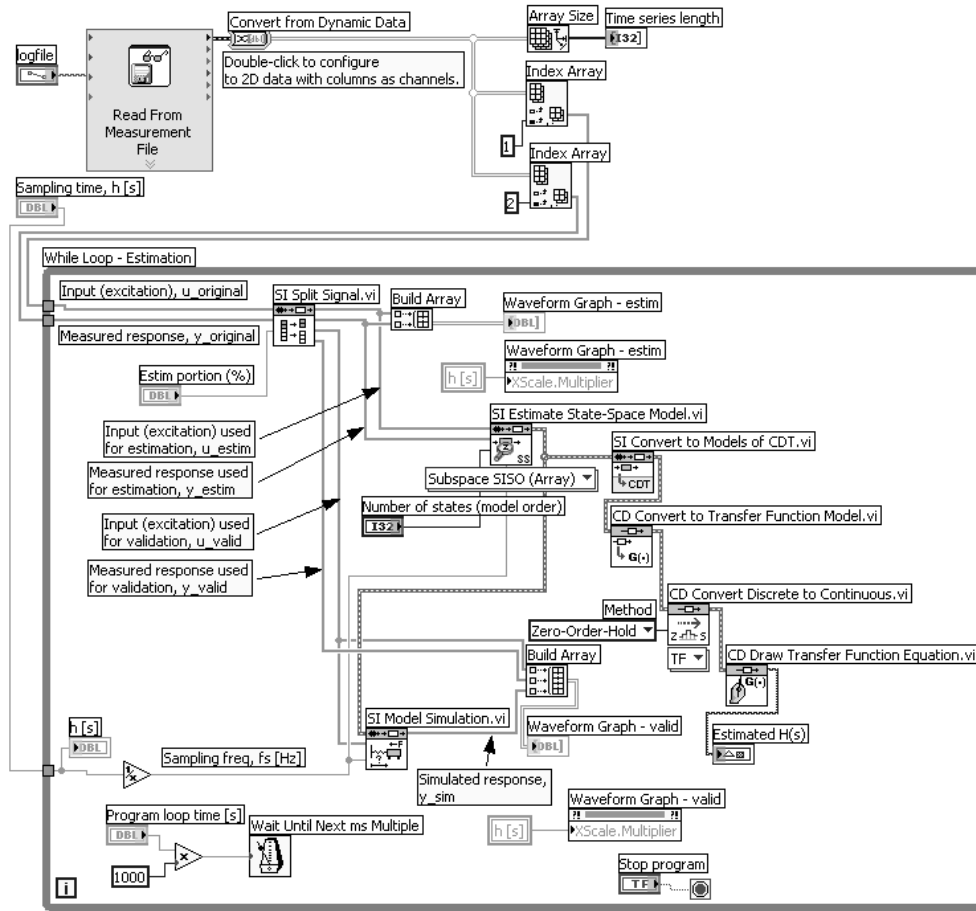 Convert from Dynamic Data
Array Size
Time series length
I32
logfile
Double-click to configure
to 2D data with columns as channels.
Index Array
Read From
Measurement
File
1
Index Array
Sampling time, h [s]
DBL
2
While Loop - Estimation
Input (excitation), u_original
SI Split Signal.vi
Build Array
Waveform Graph - estim
DBL
Measured response, y_original
Waveform Graph - estim
Estim portion (%)
h [s]
XScale.Multiplier
DBL
SI Estimate State-Space Model.vi
Input (excitation) used
for estimation, u_estim
SI Convert to Models of CDT.vi
SS
Measured response used
for estimation, y_estim
Subspace SISO (Array)
CDT
Number of states (model order)
I32
CD Convert to Transfer Function Model.vi
Input (excitation) used
for validation, u_valid
G(•)
Measured response used
for validation, y_valid
CD Convert Discrete to Continuous.vi
Method
Zero-Order-Hold
Z S
Build Array
TF
CD Draw Transfer Function Equation.vi
G(•)
SI Model Simulation.vi
Waveform Graph - valid
DBL
Estimated H(s)
h [s]
DBL
F
Sampling freq, fs [Hz]
1/x
Simulated response,
y_sim
Waveform Graph - valid
Program loop time [s]
DBL
Wait Until Next ms Multiple
h [s]
XScale.Multiplier
x
1000
Stop program
TF
i